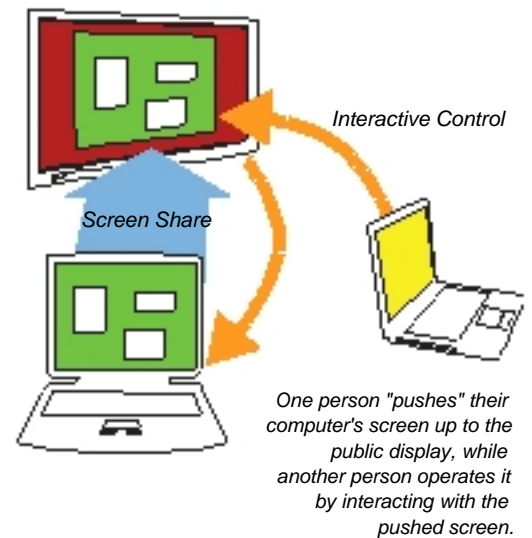 Interactive Control
Screen Share
One person "pushes" their
computer's screen up to the
public display, while
another person operates it
by interacting with the
pushed screen.